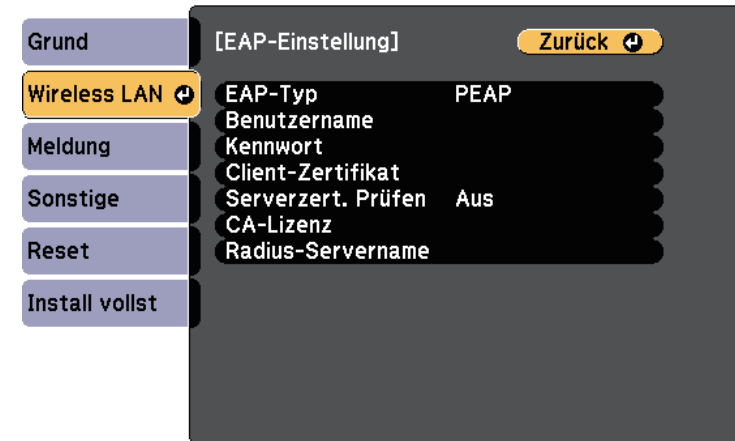 Grund
Wireless LAN
Meldung
Sonstige
Reset
Install vollst
[EAP-Einstellung] Zurück
EAP-Typ PEAP
Benutzername
Kennwort
Client-Zertifikat
Serverzert. Prüfen Aus
CA-Lizenz
Radius-Servername